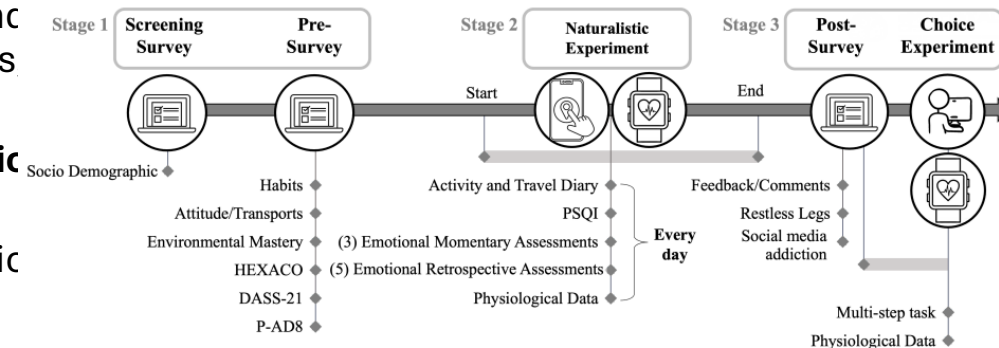 Stage 1
Screening
Survey
Pre-
Survey
Stage 2
Naturalistic
Experiment
Stage 3
Post-
Survey
Choice
Experiment
Start
End
Socio Demographic
Habits
Attitude/Transports
Environmental Mastery
HEXACO
DASS-21
P-AD8
Activity and Travel Diary
PSQI
(3) Emotional Momentary Assessments
(5) Emotional Retrospective Assessments
Physiological Data
Every
day
Feedback/Comments
Restless Legs
Social media
addiction
Multi-step task
Physiological Data